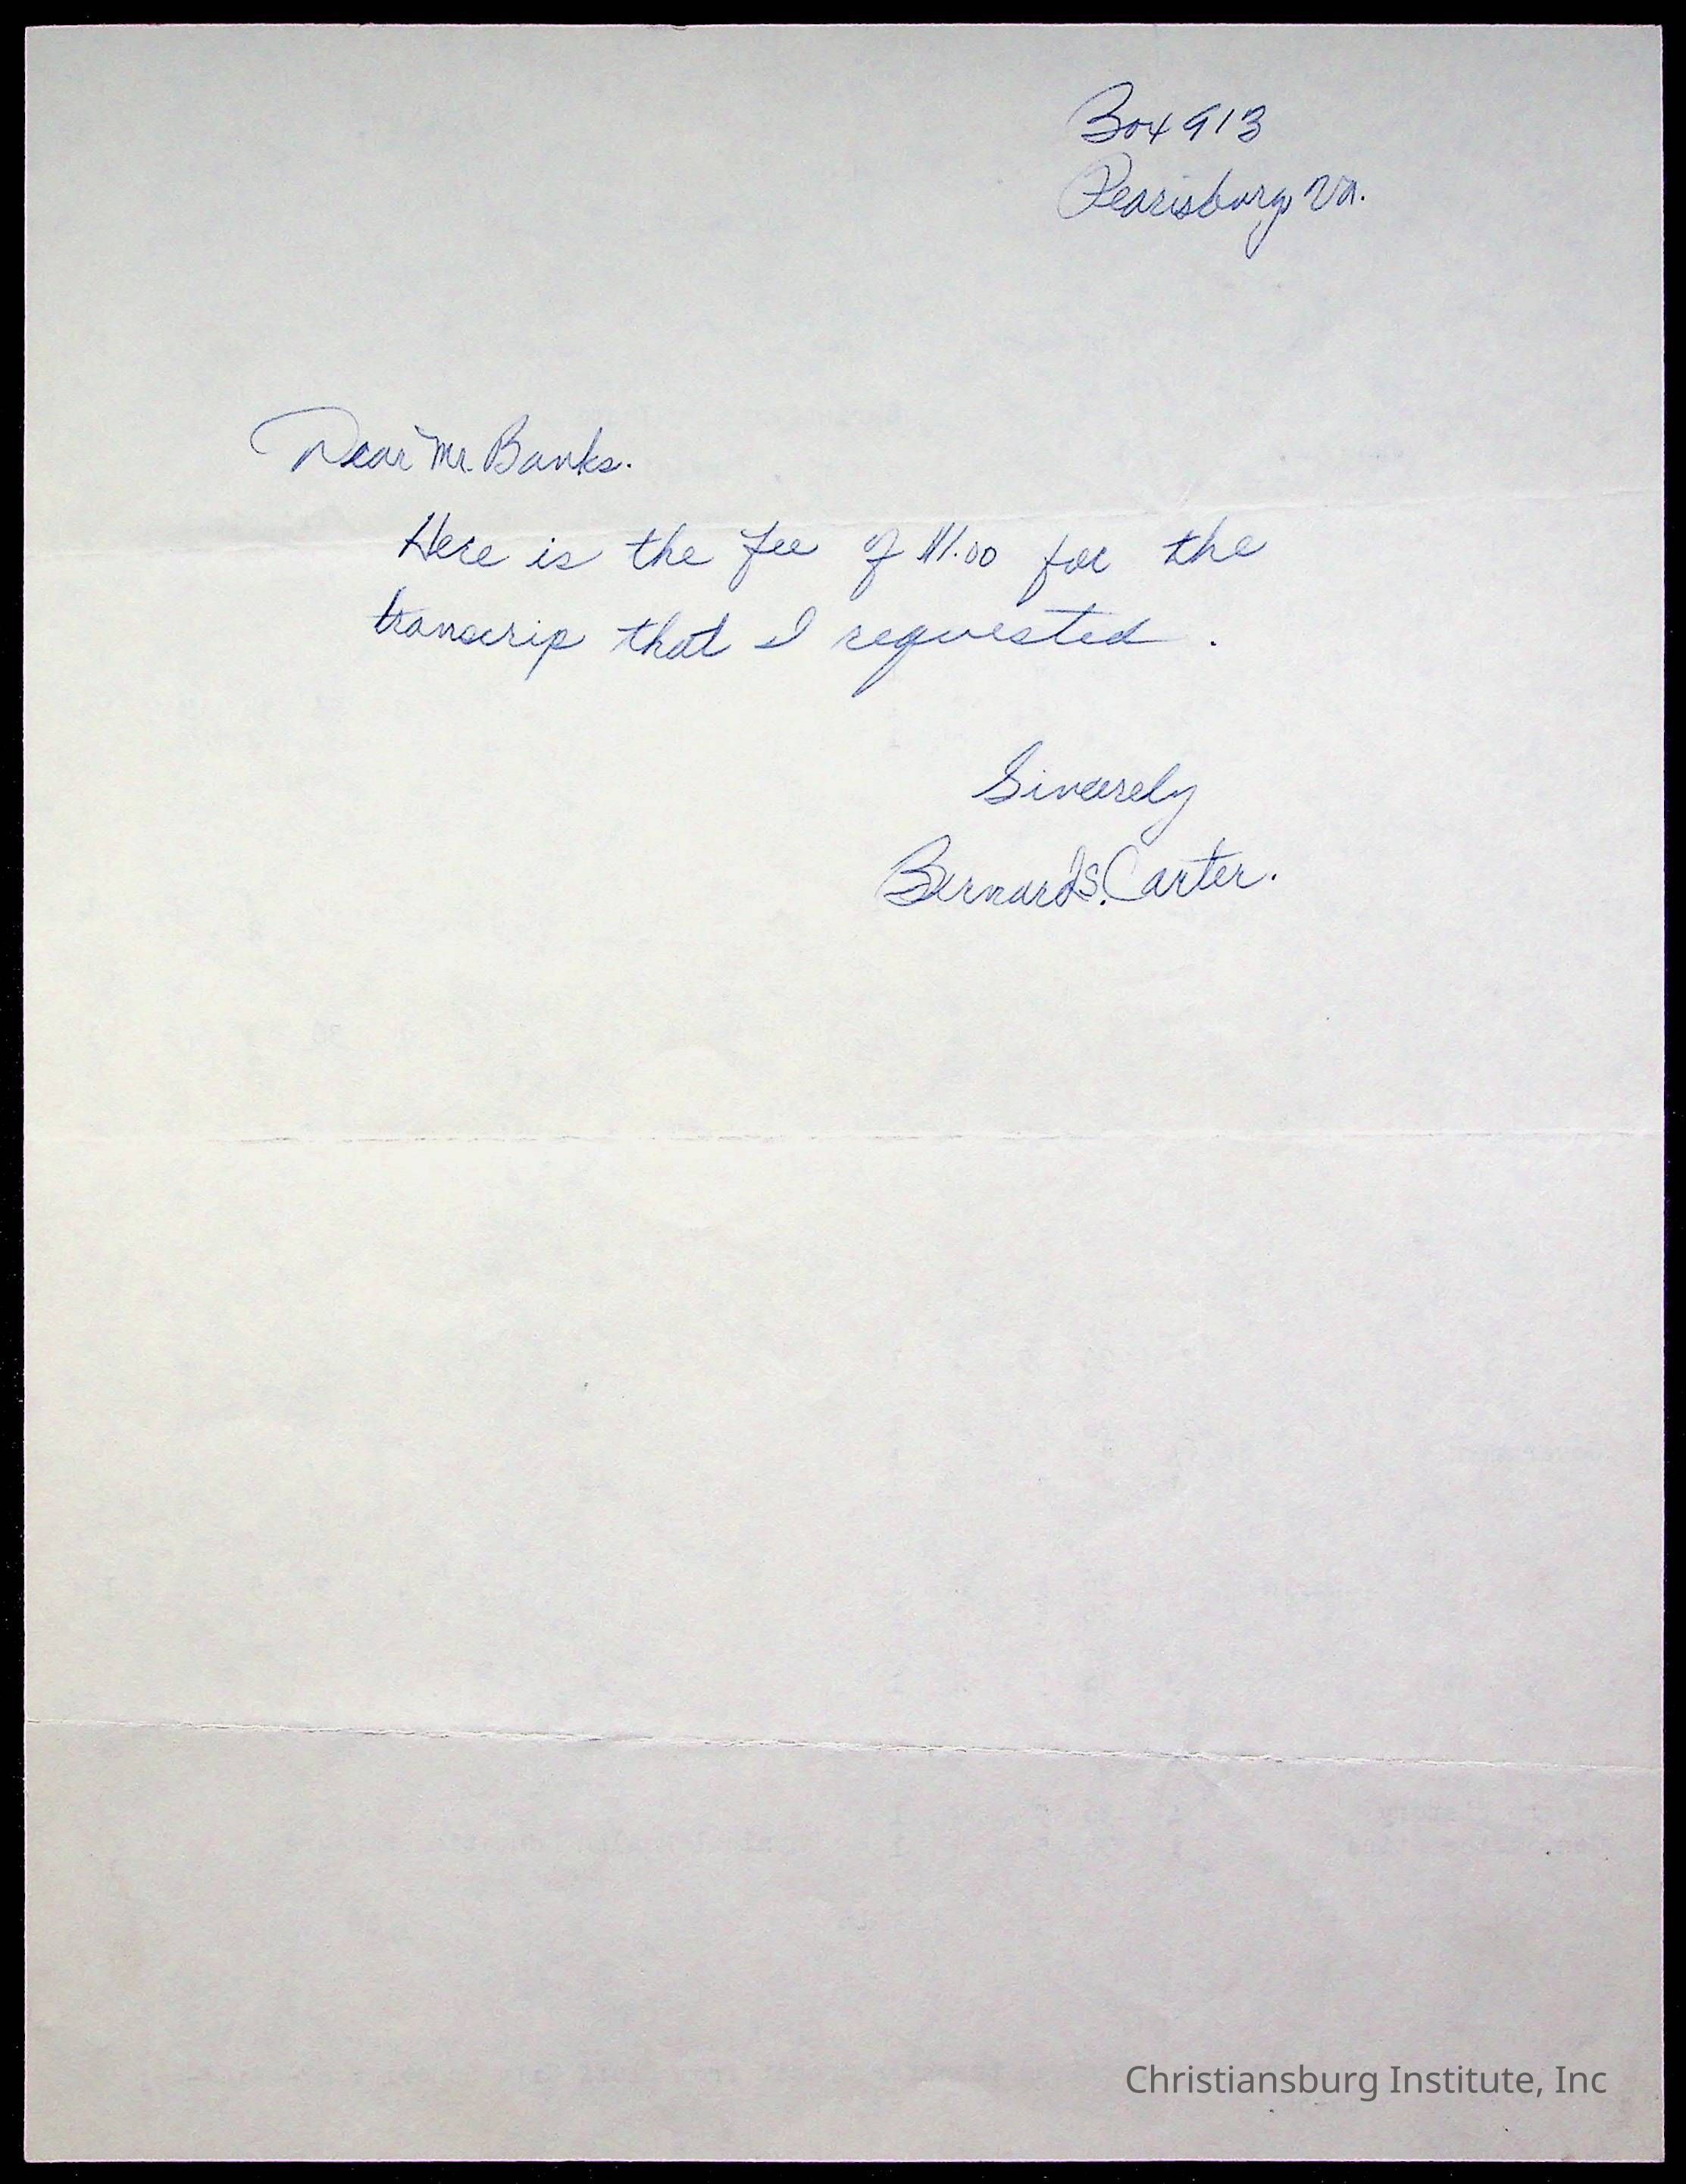 Box 913
Pearisburg Va.
Dear Mr. Banks.
Here is the fee of $1.00 for the
transcrip that I requested.
Sincerely
Bernard S. Carter.
Christiansburg Institute, Inc